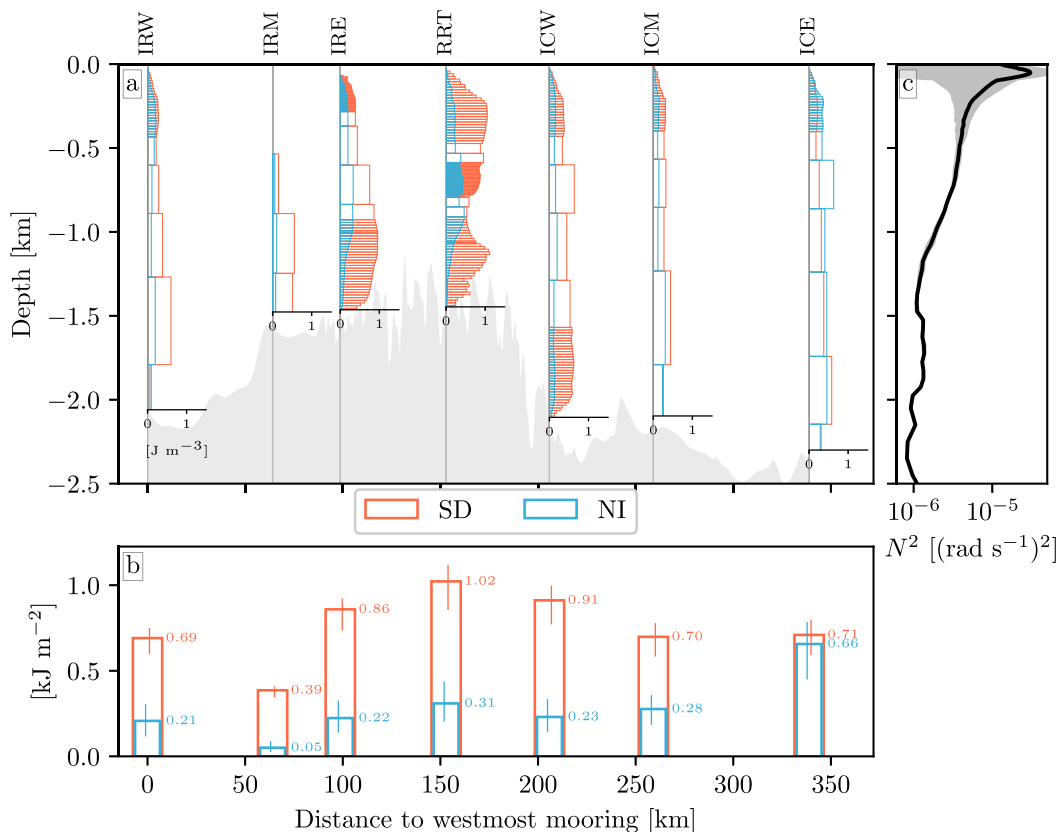 IRW IRM IRE RRT ICW ICM ICE
a
c
0.0
−0.5
−1.0
−1.5
−2.0
−2.5
Depth [km]
0 1
0 1
0 1
0 1
0 1
0 1
0 1
[J m⁻³]
10⁻⁶ 10⁻⁵
N² [(rad s⁻¹)²]
SD NI
b
1.0
0.5
0.0
[kJ m⁻²]
0.69 0.39 0.86 1.02 0.91 0.70 0.71
0.21 0.05 0.22 0.31 0.23 0.28 0.66
0 50 100 150 200 250 300 350
Distance to westmost mooring [km]